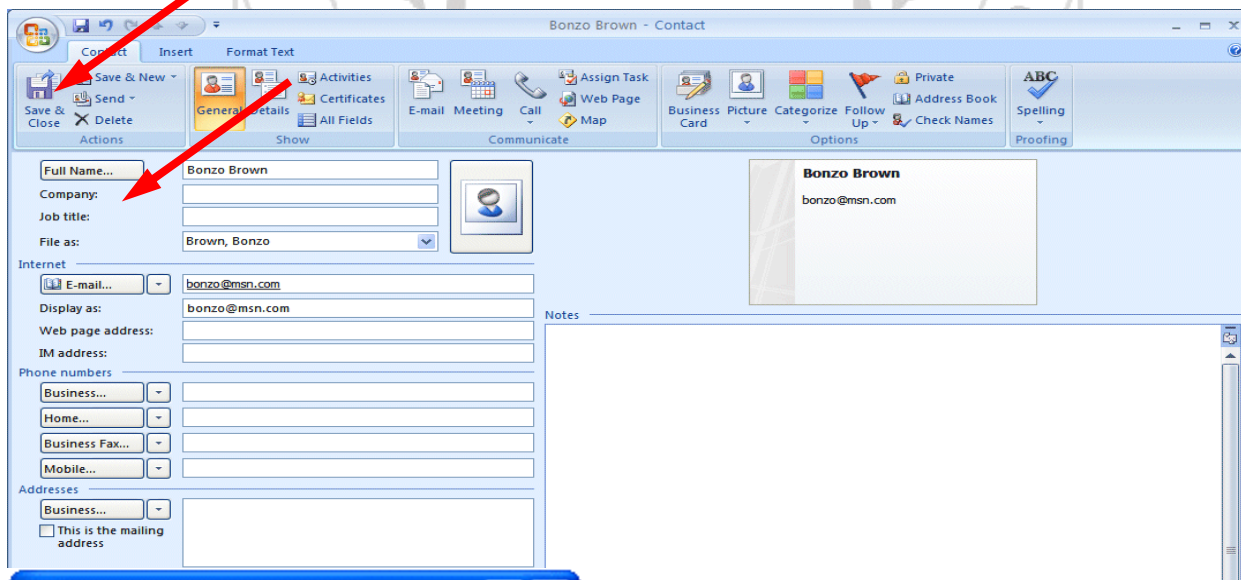 Bonzo Brown - Contact
Contact Insert Format Text
Save & Close
Save & New
Send
Delete
Actions
General
Details
Activities
Certificates
All Fields
Show
E-mail
Meeting
Call
Assign Task
Web Page
Map
Communicate
Business Card
Picture
Categorize
Follow Up
Private
Address Book
Check Names
Options
ABC
Spelling
Proofing
Full Name... Bonzo Brown
Company:
Job title:
File as: Brown, Bonzo
Internet
E-mail... bonzo@msn.com
Display as: bonzo@msn.com
Web page address:
IM address:
Phone numbers
Business...
Home...
Business Fax...
Mobile...
Addresses
Business...
This is the mailing
address
Bonzo Brown
bonzo@msn.com
Notes